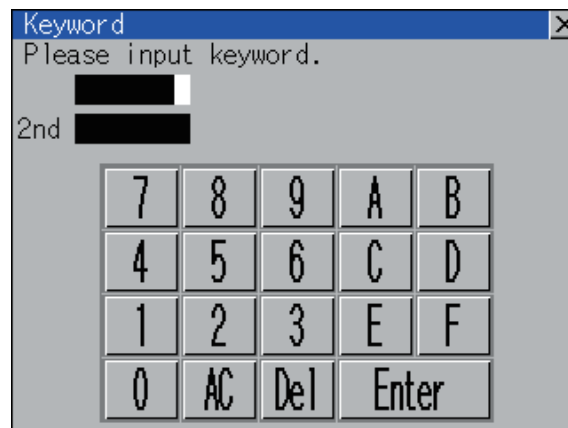 Keyword X
Please input keyword.
2nd
7 8 9 A B
4 5 6 C D
1 2 3 E F
0 AC Del Enter